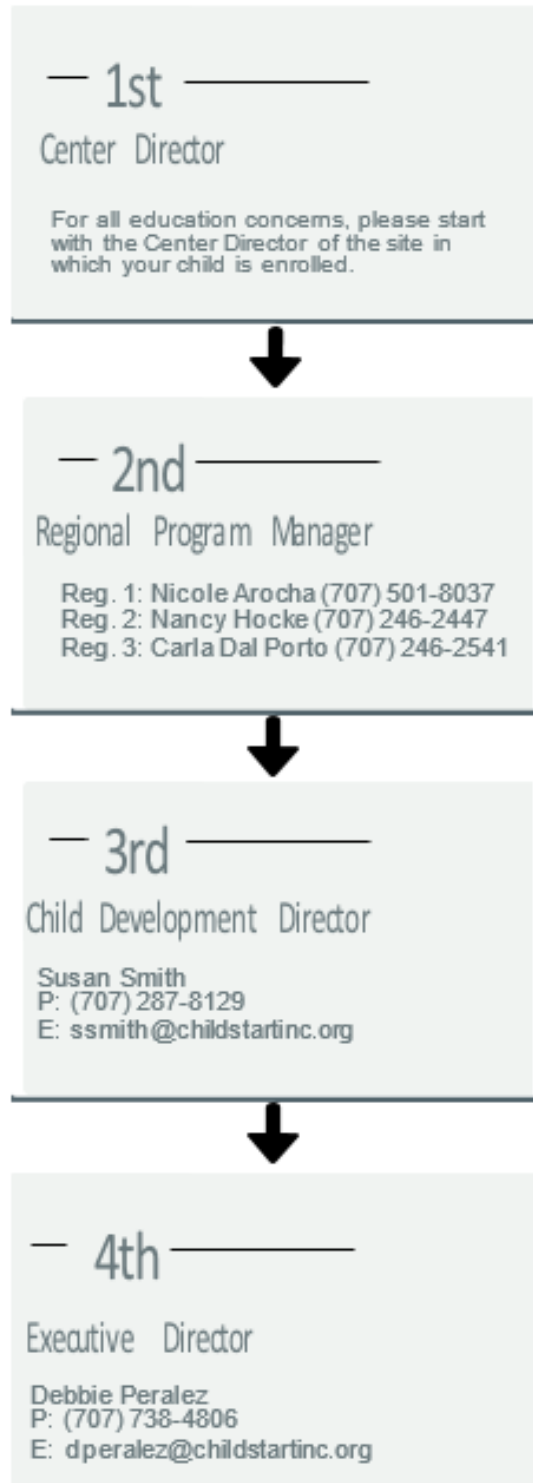 1st
Center Director
For all education concerns, please start
with the Center Director of the site in
which your child is enrolled.
2nd
Regional Program Manager
Reg. 1: Nicole Arocha (707) 501-8037
Reg. 2: Nancy Hocke (707) 246-2447
Reg. 3: Carla Dal Porto (707) 246-2541
3rd
Child Development Director
Susan Smith
P: (707) 287-8129
E: ssmith@childstartinc.org
4th
Executive Director
Debbie Peralez
P: (707) 738-4806
E: dperalez@childstartinc.org